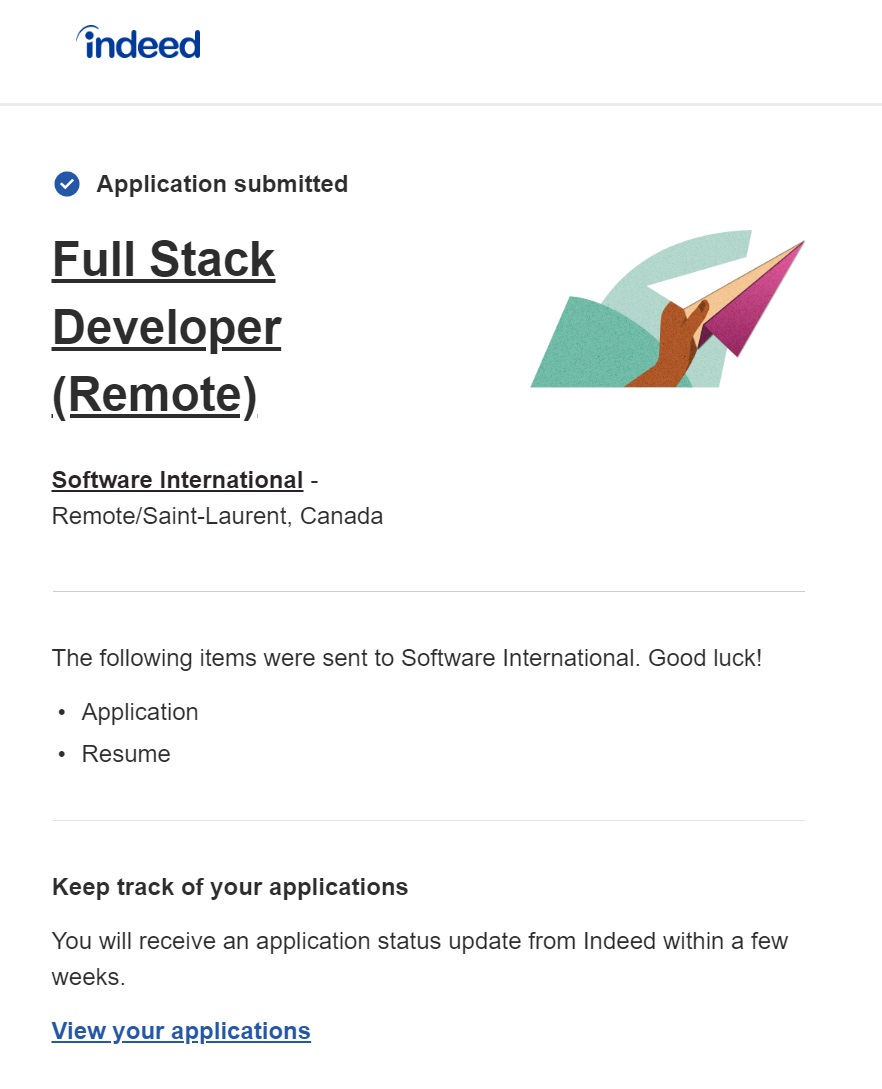 indeed
Application submitted
Full Stack
Developer
(Remote)
Software International -
Remote/Saint-Laurent, Canada
The following items were sent to Software International. Good luck!
• Application
• Resume
Keep track of your applications
You will receive an application status update from Indeed within a few
weeks.
View your applications